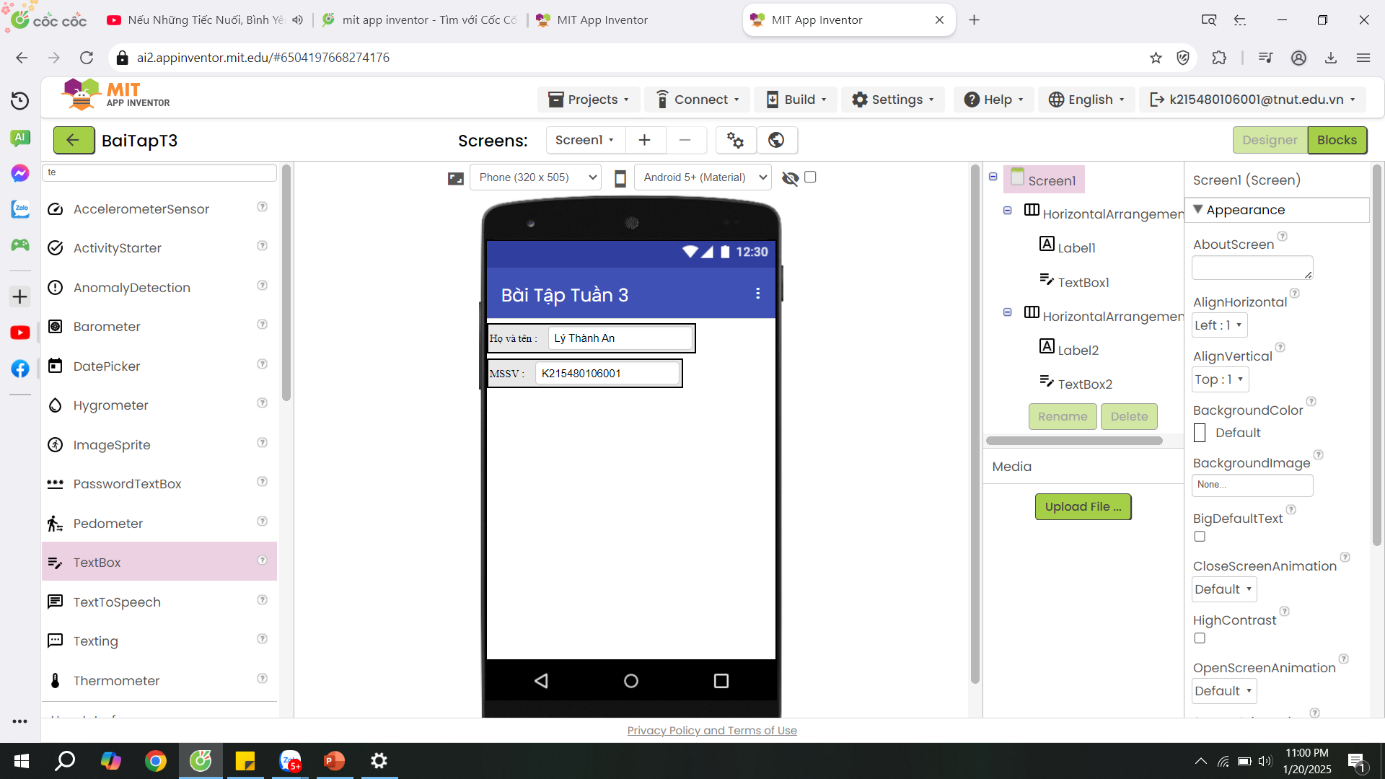 cốc cốc
Nếu Những Tiếc Nuối, Bình Yê
mit app inventor - Tìm với Cốc Cố
MIT App Inventor
MIT App Inventor
ai2.appinventor.mit.edu/#6504197668274176
MIT
APP INVENTOR
Projects
Connect
Build
Settings
Help
English
k215480106001@tnut.edu.vn
BaiTapT3
Screens:
Screen1
Designer
Blocks
AI
Zalo
te
AccelerometerSensor
ActivityStarter
AnomalyDetection
Barometer
DatePicker
Hygrometer
ImageSprite
PasswordTextBox
Pedometer
TextBox
TextToSpeech
Texting
Thermometer
Phone (320 x 505)
Android 5+ (Material)
12:30
Bài Tập Tuần 3
Họ và tên :
Lý Thành An
MSSV :
K215480106001
Screen1
HorizontalArrangemen
Label1
TextBox1
HorizontalArrangemen
Label2
TextBox2
Rename
Delete
Media
Upload File ...
Screen1 (Screen)
Appearance
AboutScreen
AlignHorizontal
Left : 1
AlignVertical
Top : 1
BackgroundColor
Default
BackgroundImage
None...
BigDefaultText
CloseScreenAnimation
Default
HighContrast
OpenScreenAnimation
Default
Privacy Policy and Terms of Use
Zalo
5+
11:00 PM
1/20/2025
1